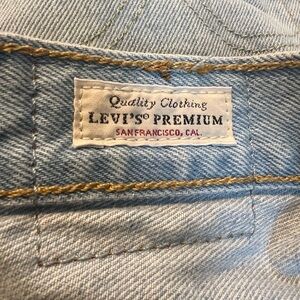 Quality Clothing
LEVI'S® PREMIUM
SAN FRANCISCO, CAL.